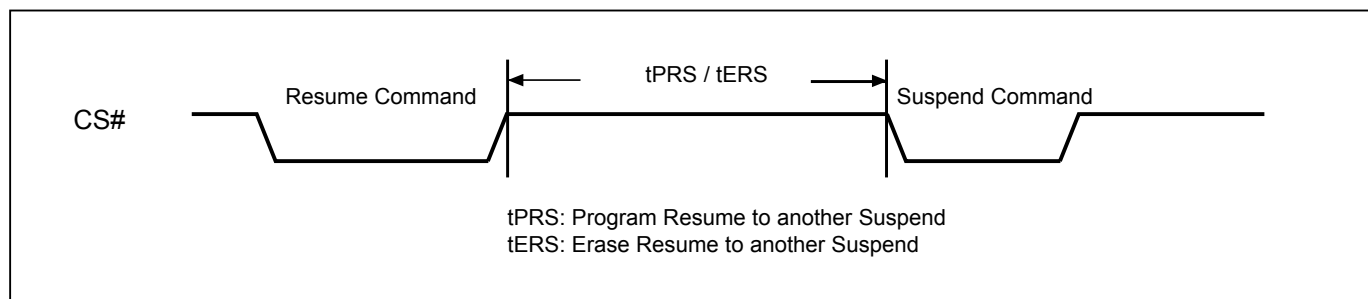 tPRS / tERS
Resume Command
Suspend Command
CS#
tPRS: Program Resume to another Suspend
tERS: Erase Resume to another Suspend